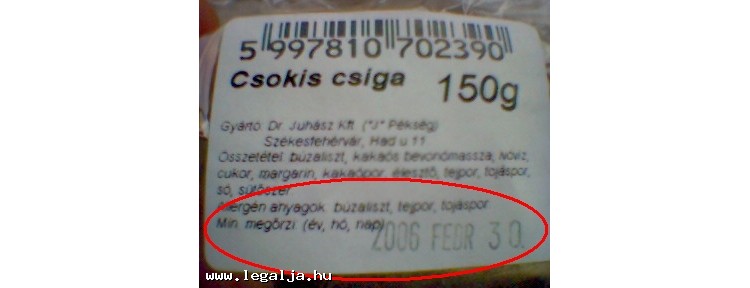 5 997810 702390
Csokis csiga 150g
Gyártó: Dr. Juhász Kft. ("J" Pékség)
Székesfehérvár, Had u 11.
Összetétel: búzaliszt, kakaós bevonómassza, ivóvíz,
cukor, margarin, kakaópor, élesztő, tejpor, tojáspor,
só, sütőszer
Allergén anyagok: búzaliszt, tejpor, tojáspor
Min. megőrzi: (év, hó, nap) 2006 FEBR 30.
www.legalja.hu